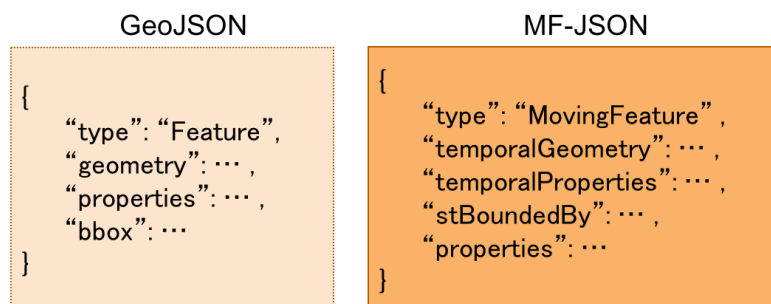 GeoJSON
{
“type”: “Feature”,
“geometry”: ··· ,
“properties”: ··· ,
“bbox”: ···
}
MF-JSON
{
“type”: “MovingFeature” ,
“temporalGeometry”: ··· ,
“temporalProperties”: ··· ,
“stBoundedBy”: ··· ,
“properties”: ···
}